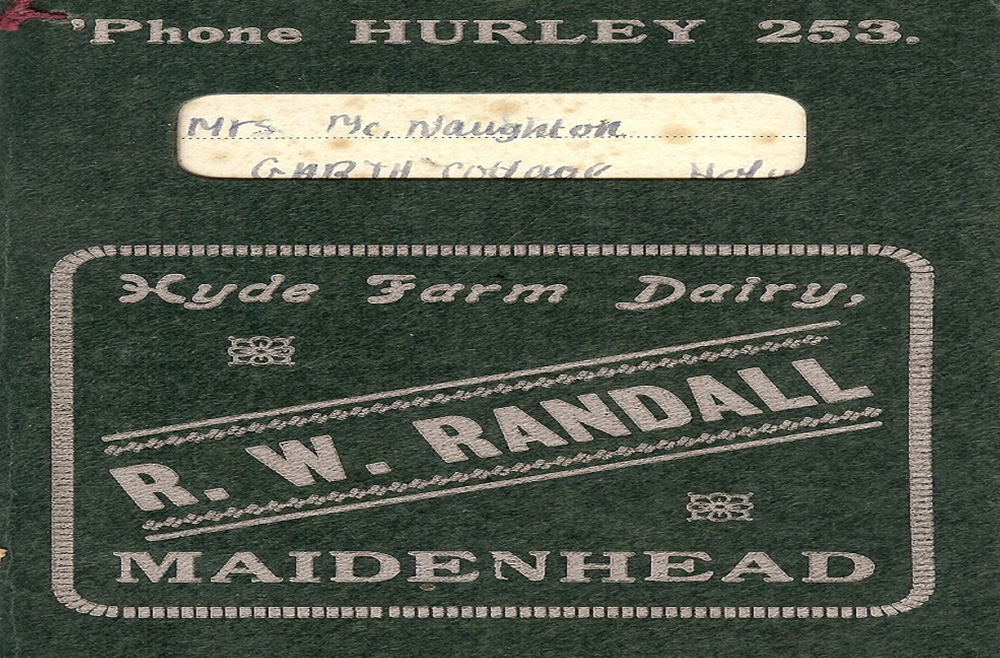 'Phone HURLEY 253.
Mrs. Mc. Naughton
GARTH Cottage
Hyde Farm Dairy,
R. W. RANDALL
MAIDENHEAD